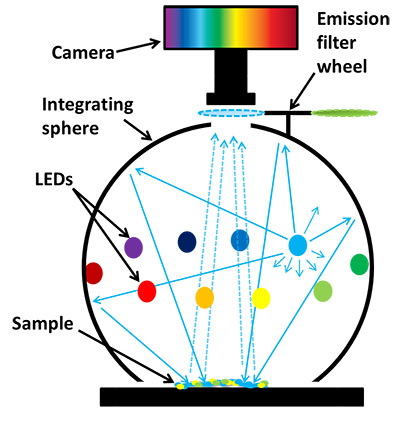 Emission
filter
wheel
Camera
Integrating
sphere
LEDs
Sample